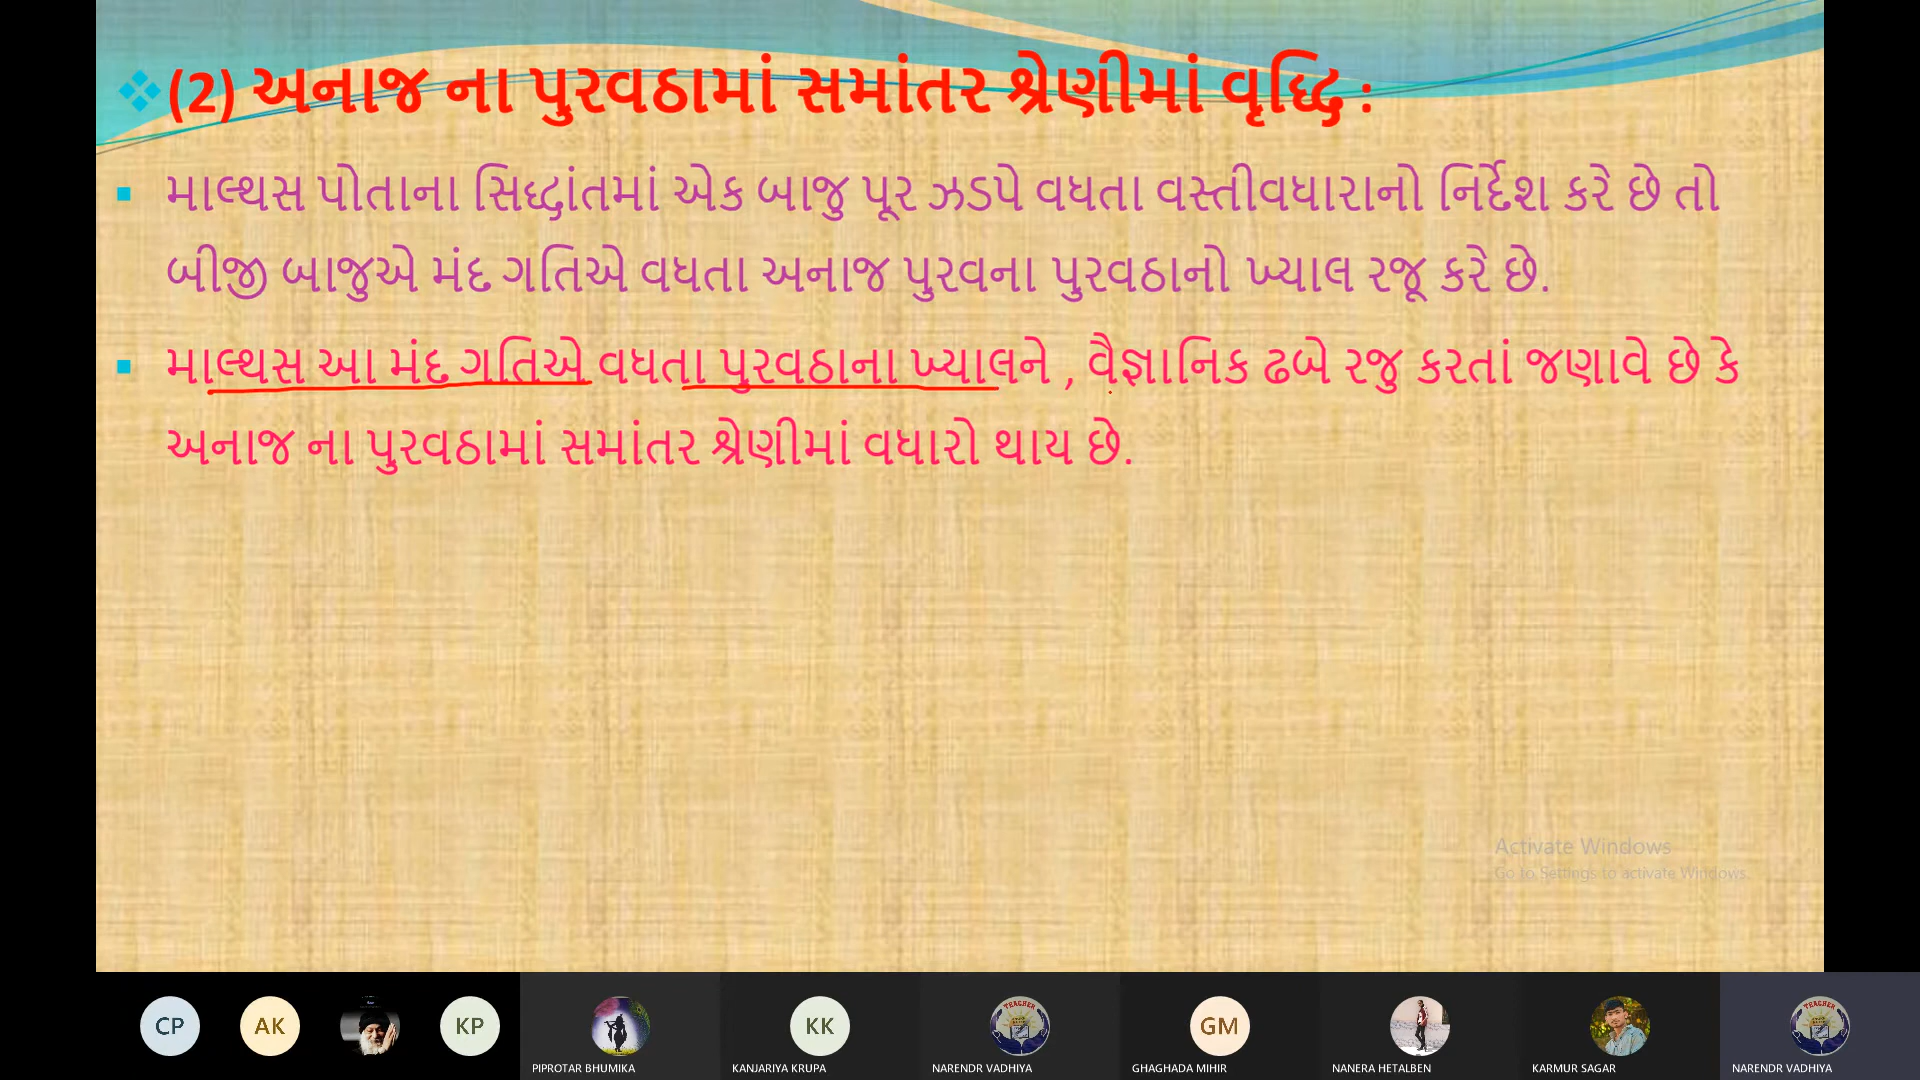 (2) અનાજ ના પુરવઠામાં સમાંતર શ્રેણીમાં વૃધ્ધિ :
માલ્થસ પોતાના સિધ્ધાંતમાં એક બાજુ પૂર ઝડપે વધતા વસ્તીવધારાનો નિર્દેશ કરે છે તો
બીજી બાજુએ મંદ ગતિએ વધતા અનાજ પુરવના પુરવઠાનો ખ્યાલ રજૂ કરે છે.
માલ્થસ આ મંદ ગતિએ વધતા પુરવઠાના ખ્યાલને , વૈજ્ઞાનિક ઢબે રજુ કરતાં જણાવે છે કે
અનાજ ના પુરવઠામાં સમાંતર શ્રેણીમાં વધારો થાય છે.
Activate Windows
Go to Settings to activate Windows.
CP AK KP KK GM
PIPROTAR BHUMIKA KANJARIYA KRUPA NARENDR VADHIYA GHAGHADA MIHIR NANERA HETALBEN KARMUR SAGAR NARENDR VADHIYA